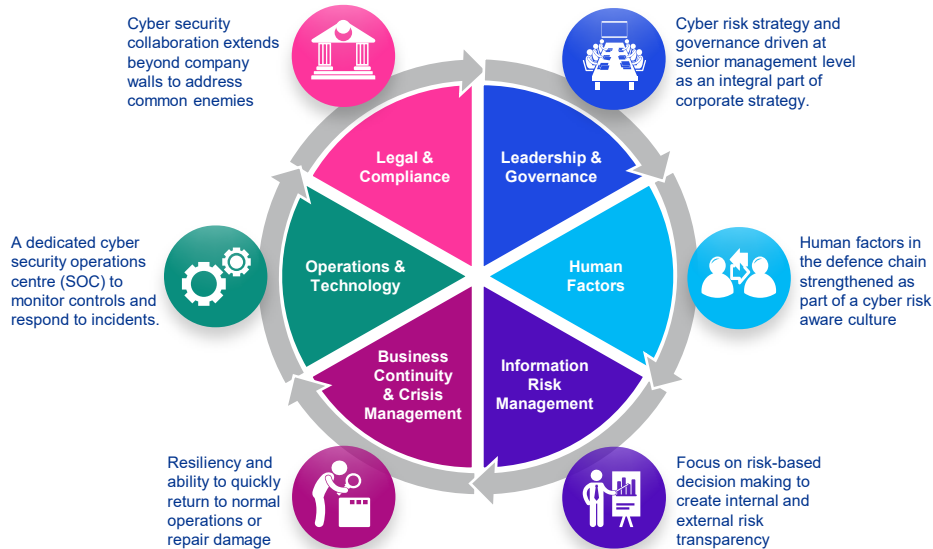 Cyber security
collaboration extends
beyond company
walls to address
common enemies
Cyber risk strategy and
governance driven at
senior management level
as an integral part of
corporate strategy.
Legal &
Compliance
Leadership &
Governance
A dedicated cyber
security operations
centre (SOC) to
monitor controls and
respond to incidents.
Operations &
Technology
Human
Factors
Human factors in
the defence chain
strengthened as
part of a cyber risk
aware culture
Business
Continuity
& Crisis
Management
Information
Risk
Management
Resiliency and
ability to quickly
return to normal
operations or
repair damage
Focus on risk-based
decision making to
create internal and
external risk
transparency